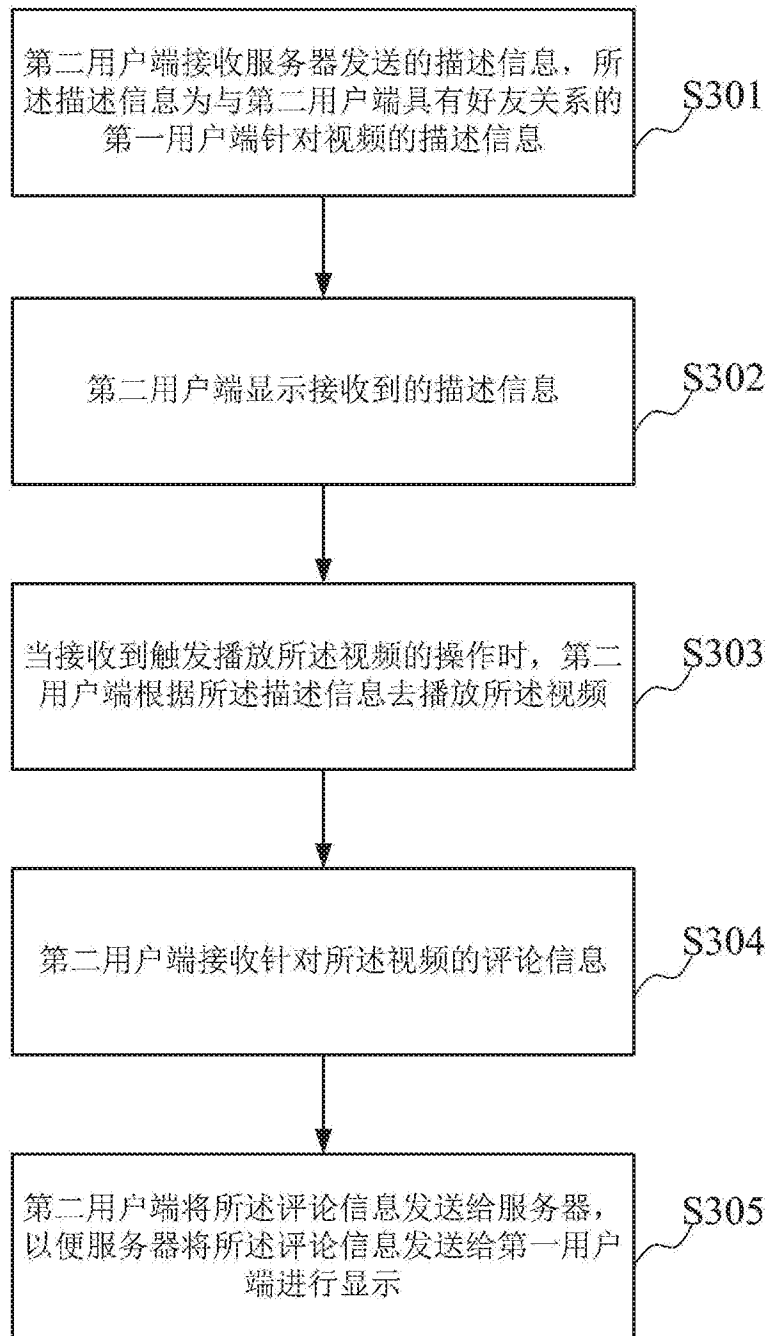 第二用户端接收服务器发送的描述信息，所
述描述信息为与第二用户端具有好友关系的
第一用户端针对视频的描述信息
S301
第二用户端显示接收到的描述信息
S302
当接收到触发播放所述视频的操作时，第二
用户端根据所述描述信息去播放所述视频
S303
第二用户端接收针对所述视频的评论信息
S304
第二用户端将所述评论信息发送给服务器，
以便服务器将所述评论信息发送给第一用户
端进行显示
S305